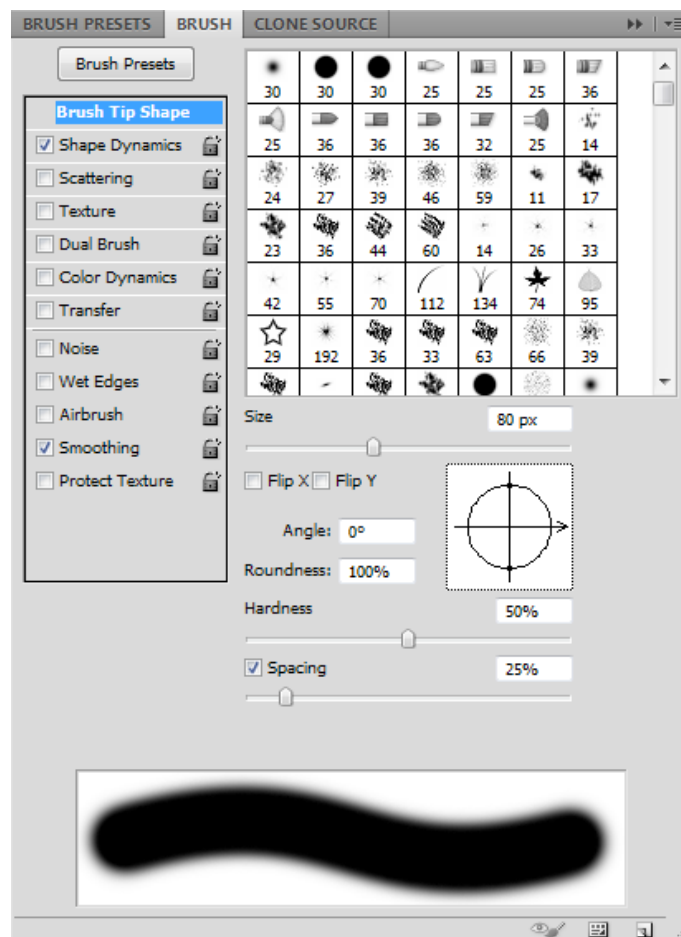 BRUSH PRESETS BRUSH CLONE SOURCE
Brush Presets
Brush Tip Shape
Shape Dynamics
Scattering
Texture
Dual Brush
Color Dynamics
Transfer
Noise
Wet Edges
Airbrush
Smoothing
Protect Texture
30 30 30 25 25 25 36
25 36 36 36 32 25 14
24 27 39 46 59 11 17
23 36 44 60 14 26 33
42 55 70 112 134 74 95
29 192 36 33 63 66 39
Size 80 px
Flip X Flip Y
Angle: 0º
Roundness: 100%
Hardness 50%
Spacing 25%